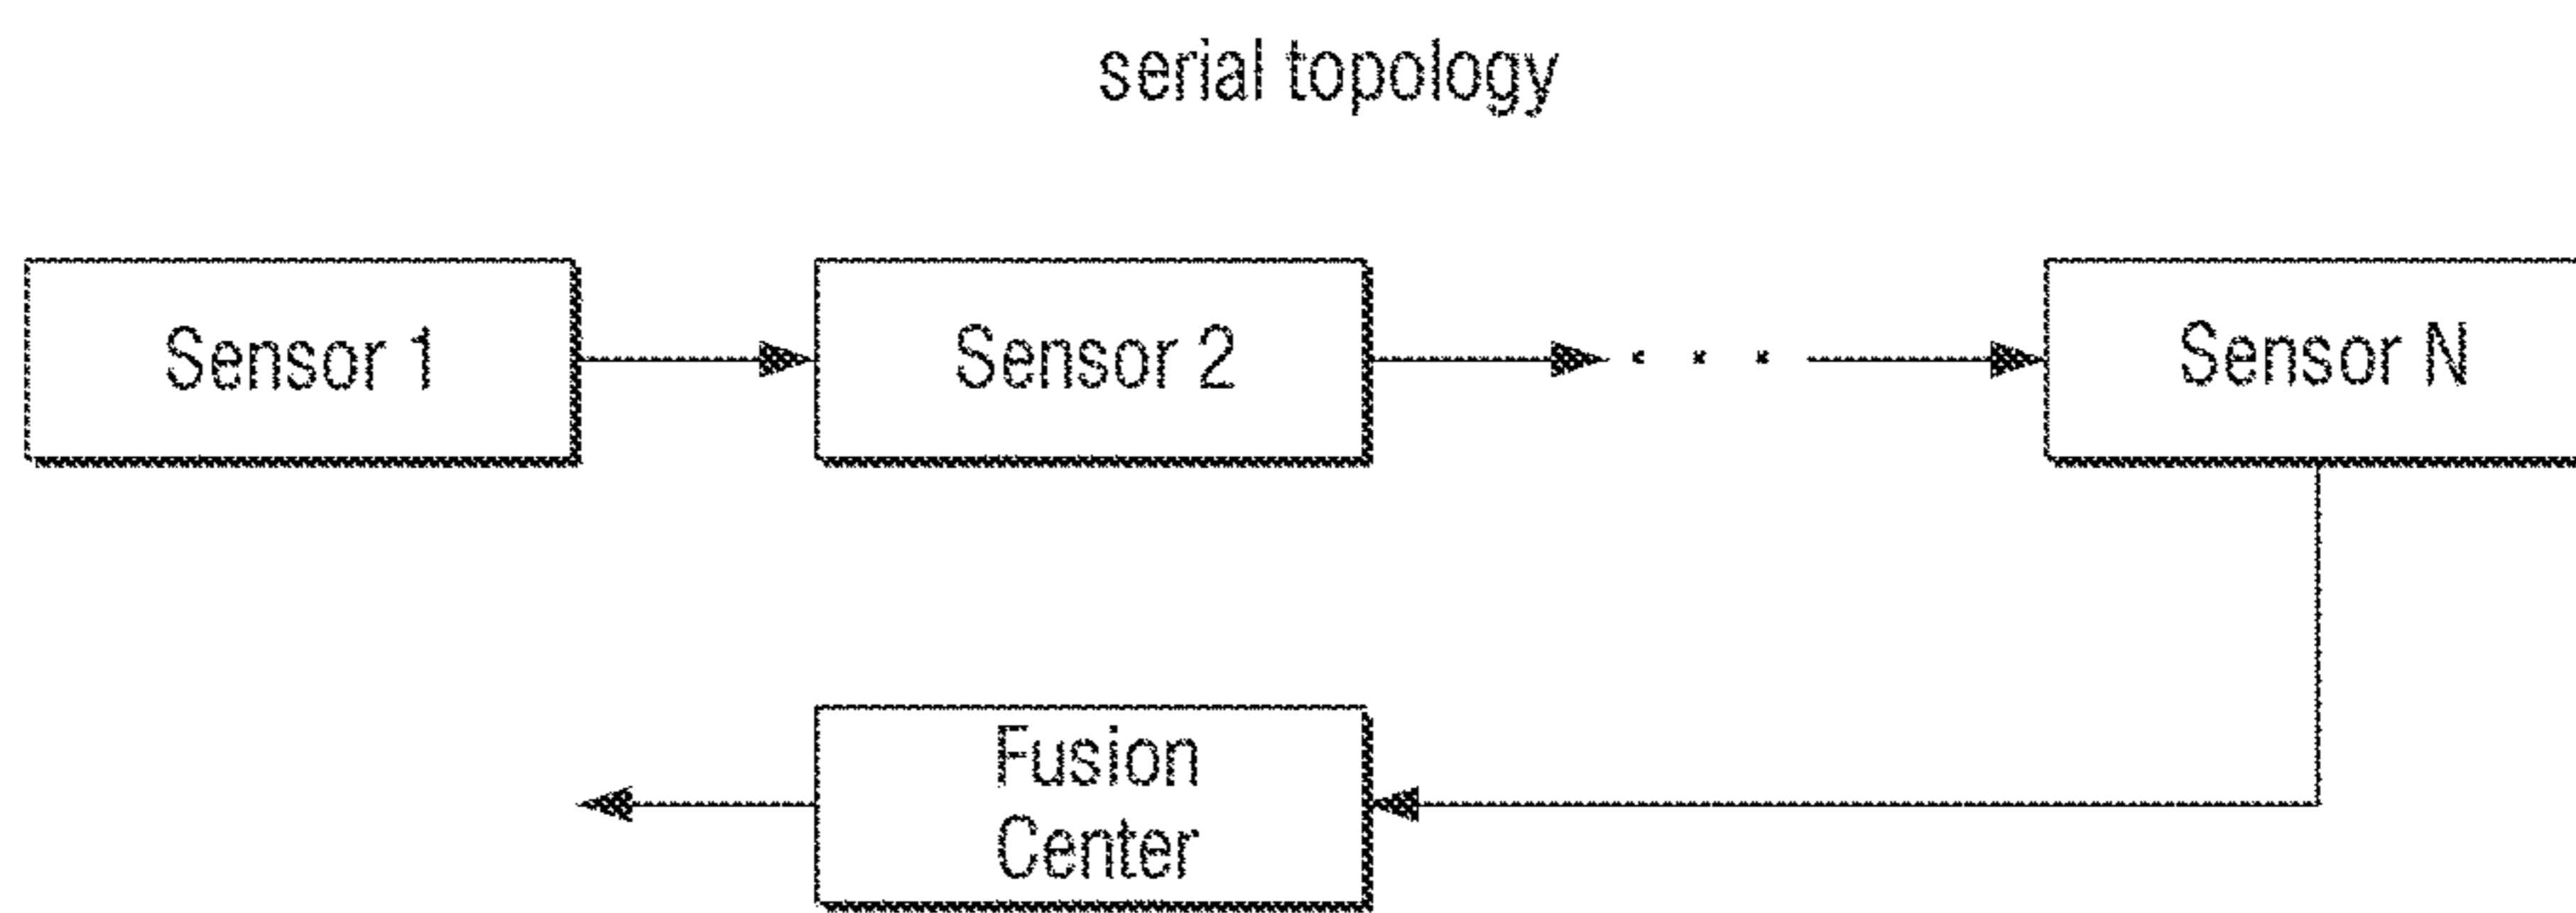 serial topology
Sensor 1
Sensor 2
. . .
Sensor N
Fusion
Center